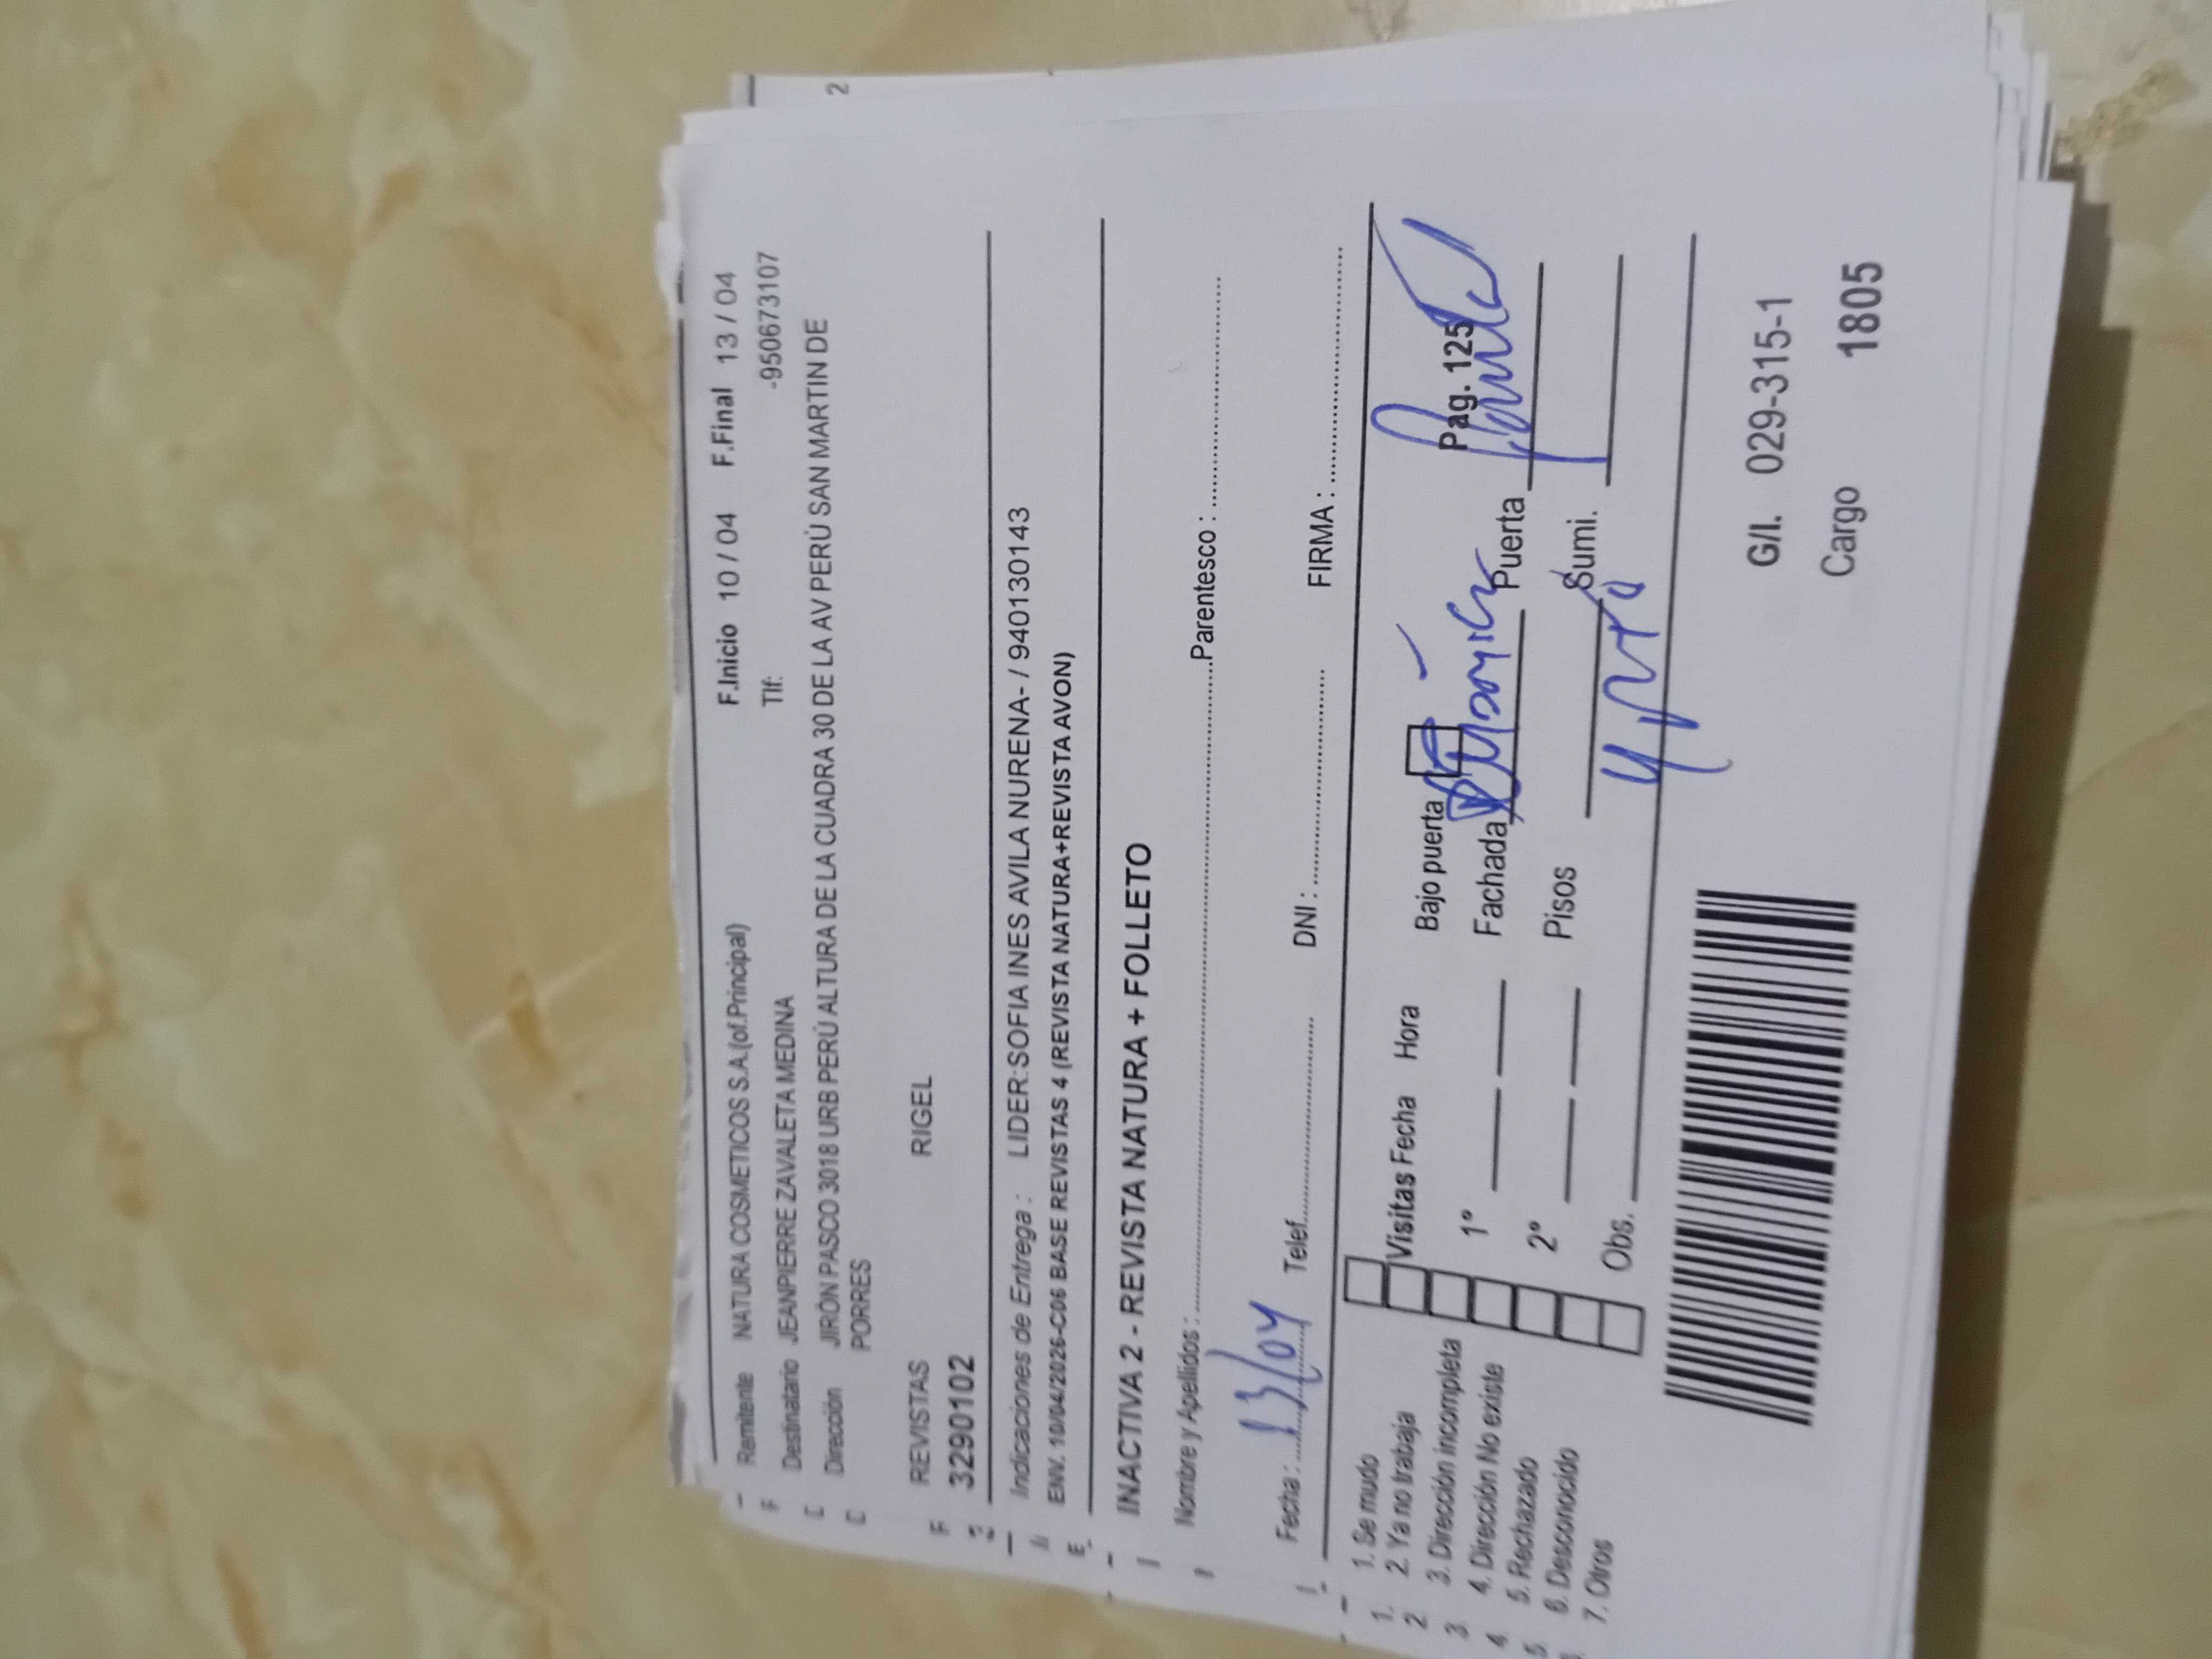 F.Inicio 10 / 04 F.Final 13 / 04
Remitente NATURA COSMETICOS S.A.(of.Principal)
Tlf: -950673107
Destinatario JEANPIERRE ZAVALETA MEDINA
Dirección JIRÓN PASCO 3018 URB PERÚ ALTURA DE LA CUADRA 30 DE LA AV PERÚ SAN MARTIN DE
PORRES
REVISTAS RIGEL
3290102
Indicaciones de Entrega : LIDER:SOFIA INES AVILA NURENA- / 940130143
ENV. 10/04/2026-C06 BASE REVISTAS 4 (REVISTA NATURA+REVISTA AVON)
INACTIVA 2 - REVISTA NATURA + FOLLETO
Nombre y Apellidos : Parentesco :
Fecha : 13/04 Telef. DNI : FIRMA :
1. Se mudo
2. Ya no trabaja
3. Dirección incompleta
4. Dirección No existe
5. Rechazado
6. Desconocido
7. Otros
Visitas Fecha Hora
1º
2º
Obs.
Bajo puerta Pag. 125
Fachada Puerta
Pisos Sumi.
G/I. 029-315-1
Cargo 1805